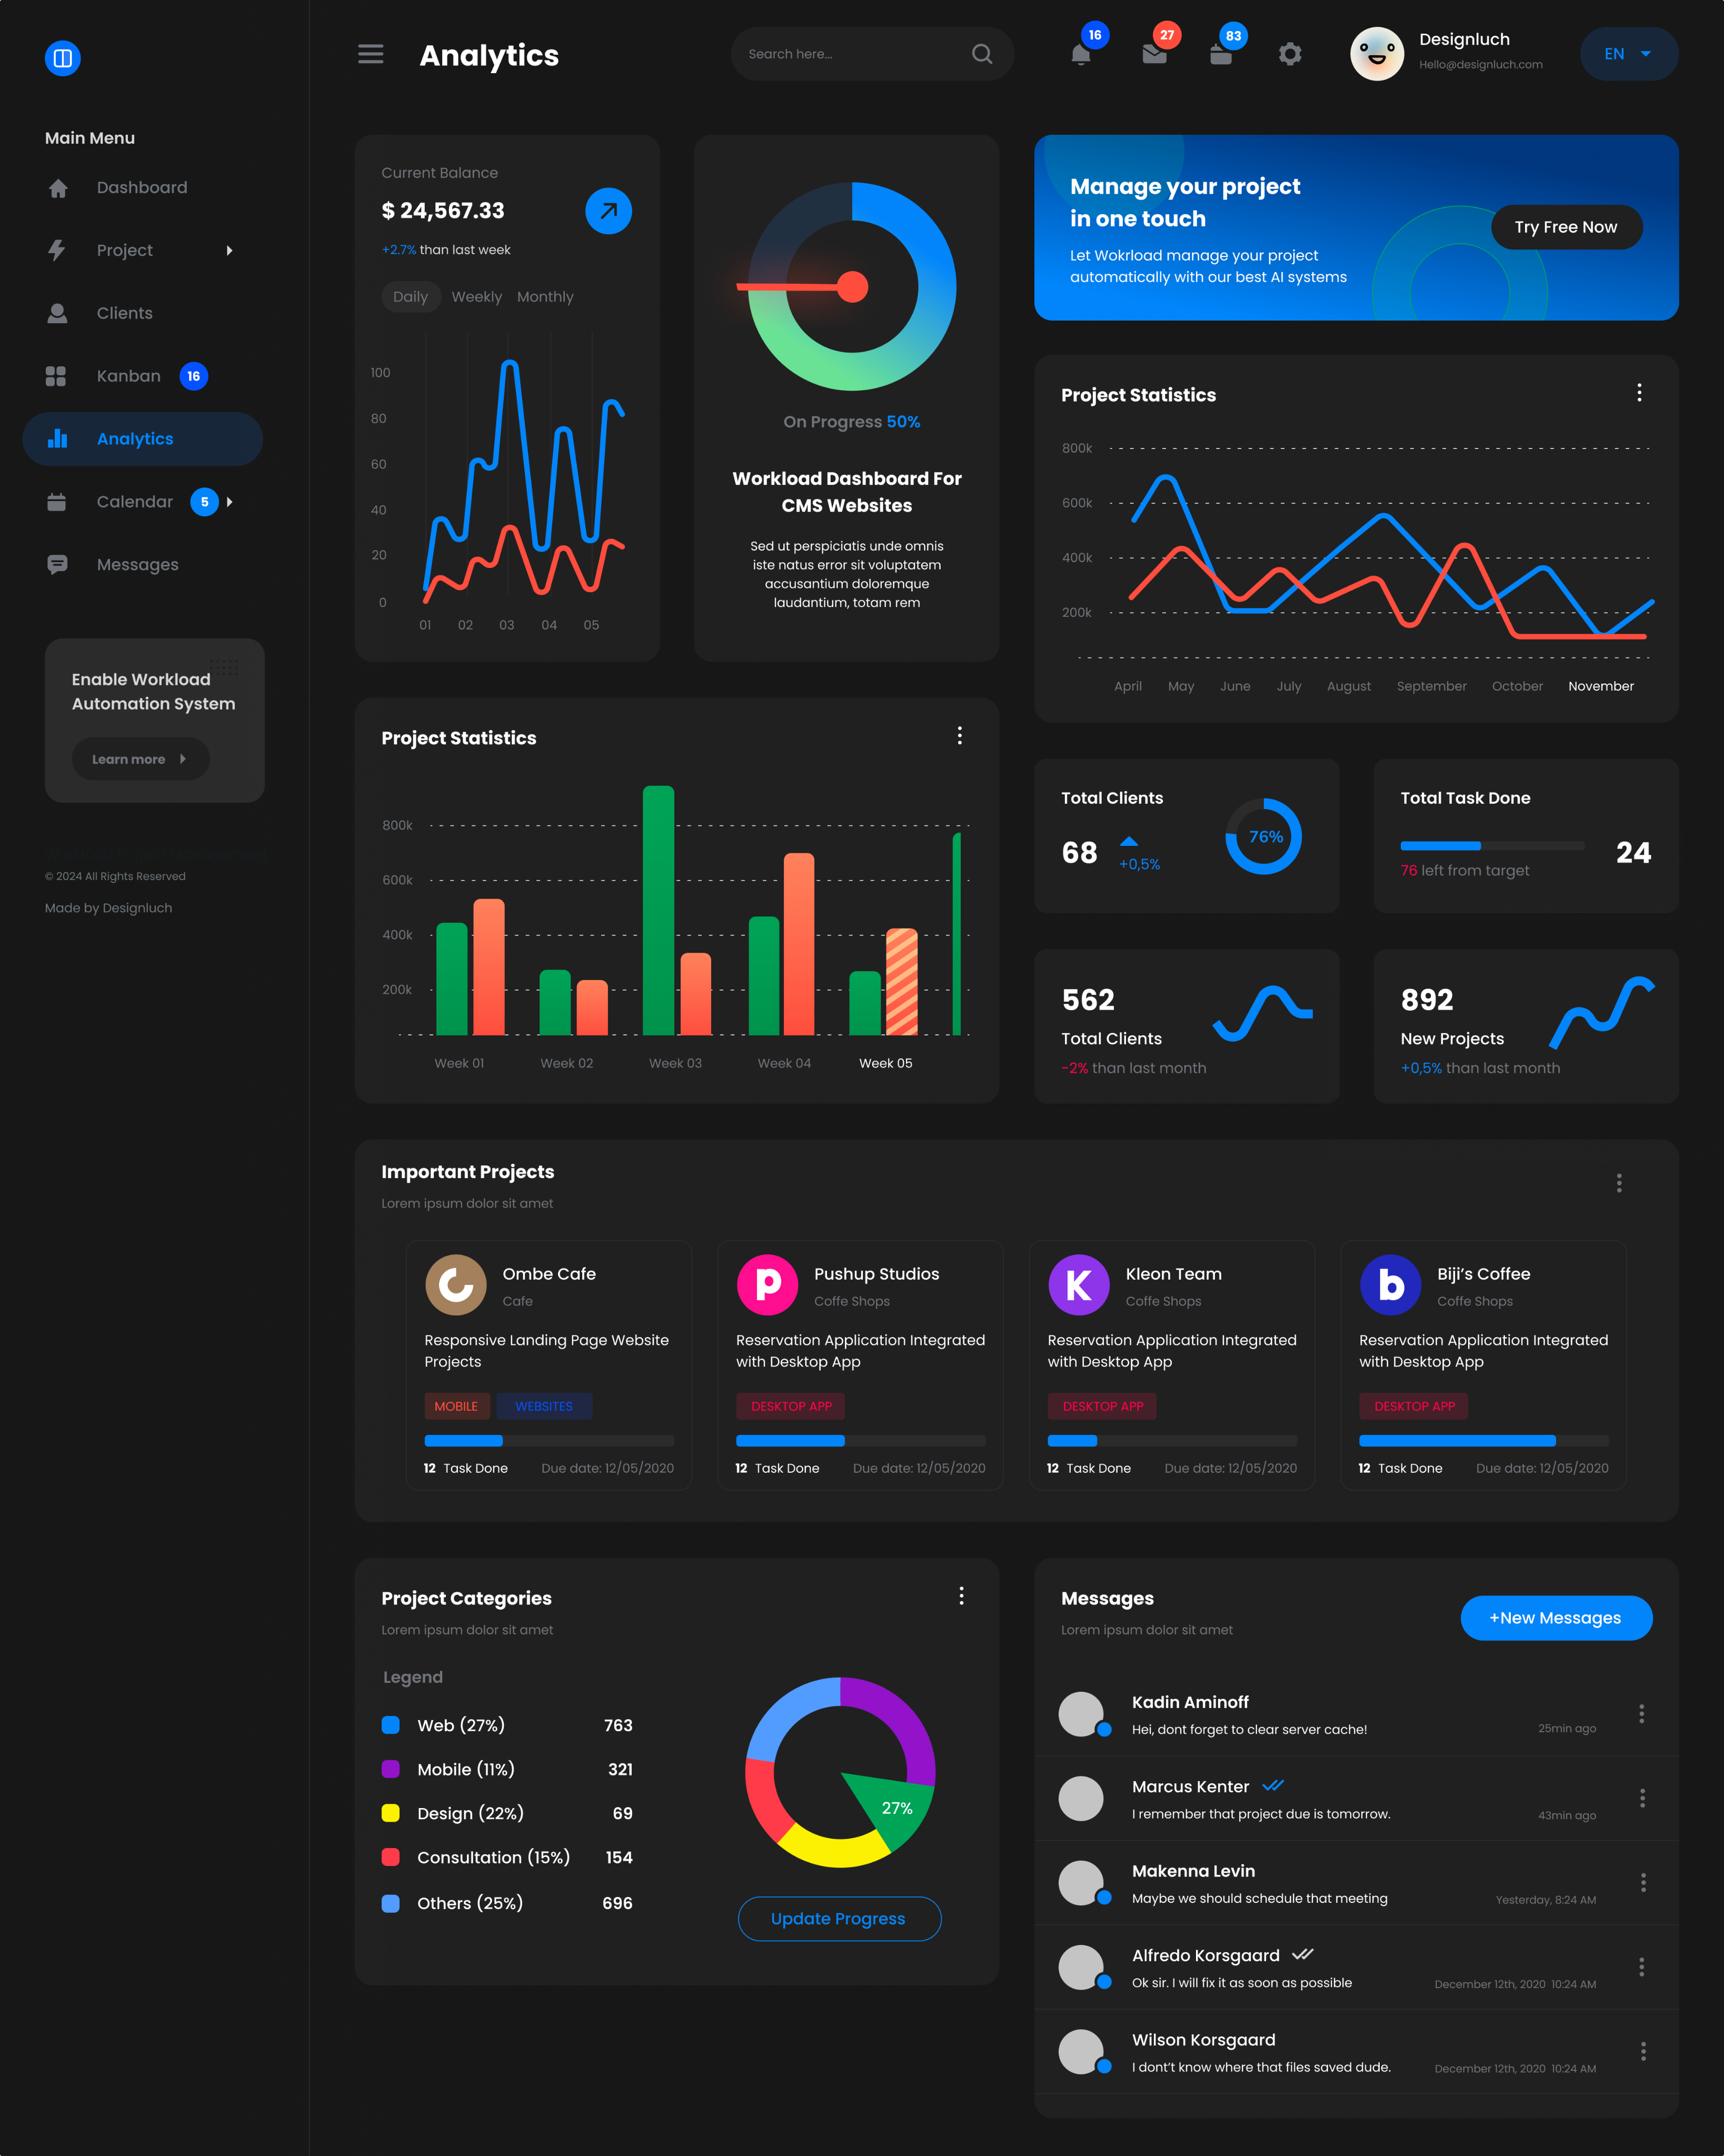 Main Menu
Dashboard
Project
Clients
Kanban 16
Analytics
Calendar 5
Messages
Enable Workload
Automation System
Learn more
© 2024 All Rights Reserved
Made by Designluch
Analytics
Search here...
16
27
83
Designluch
Hello@designluch.com
EN
Current Balance
$ 24,567.33
+2.7% than last week
Daily Weekly Monthly
100
80
60
40
20
0
01 02 03 04 05
On Progress 50%
Workload Dashboard For
CMS Websites
Sed ut perspiciatis unde omnis
iste natus error sit voluptatem
accusantium doloremque
laudantium, totam rem
Manage your project
in one touch
Let Wokrload manage your project
automatically with our best AI systems
Try Free Now
Project Statistics
800k
600k
400k
200k
April May June July August September October November
Project Statistics
800k
600k
400k
200k
Week 01 Week 02 Week 03 Week 04 Week 05
Total Clients
68
+0,5%
76%
Total Task Done
76 left from target
24
562
Total Clients
-2% than last month
892
New Projects
+0,5% than last month
Important Projects
Lorem ipsum dolor sit amet
Ombe Cafe
Cafe
Responsive Landing Page Website
Projects
MOBILE WEBSITES
12 Task Done Due date: 12/05/2020
p
Pushup Studios
Coffe Shops
Reservation Application Integrated
with Desktop App
DESKTOP APP
12 Task Done Due date: 12/05/2020
K
Kleon Team
Coffe Shops
Reservation Application Integrated
with Desktop App
DESKTOP APP
12 Task Done Due date: 12/05/2020
b
Biji’s Coffee
Coffe Shops
Reservation Application Integrated
with Desktop App
DESKTOP APP
12 Task Done Due date: 12/05/2020
Project Categories
Lorem ipsum dolor sit amet
Legend
Web (27%) 763
Mobile (11%) 321
Design (22%) 69
Consultation (15%) 154
Others (25%) 696
27%
Update Progress
Messages
Lorem ipsum dolor sit amet
+New Messages
Kadin Aminoff
Hei, dont forget to clear server cache!
25min ago
Marcus Kenter
I remember that project due is tomorrow.
43min ago
Makenna Levin
Maybe we should schedule that meeting
Yesterday, 8:24 AM
Alfredo Korsgaard
Ok sir. I will fix it as soon as possible
December 12th, 2020 10:24 AM
Wilson Korsgaard
I dont’t know where that files saved dude.
December 12th, 2020 10:24 AM